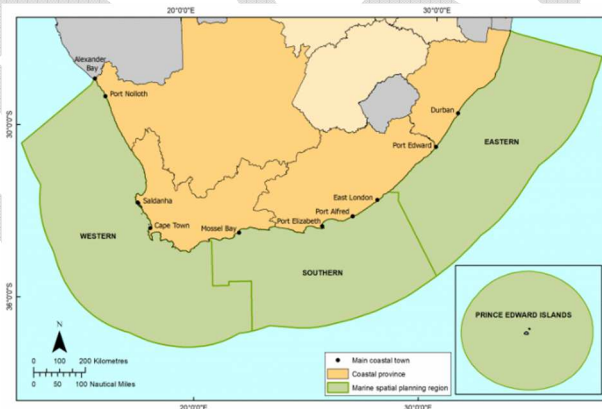 20°0'0"E
30°0'0"E
Alexander
Bay
Port Nolloth
30°0'0"S
Durban
Port Edward
EASTERN
Saldanha
East London
Port Alfred
Cape Town
Mossel Bay
Port Elizabeth
WESTERN
SOUTHERN
36°0'0"S
PRINCE EDWARD ISLANDS
N
0 100 200 Kilometres
0 50 100 Nautical Miles
Main coastal town
Coastal province
Marine spatial planning region
20°0'0"E
30°0'0"E